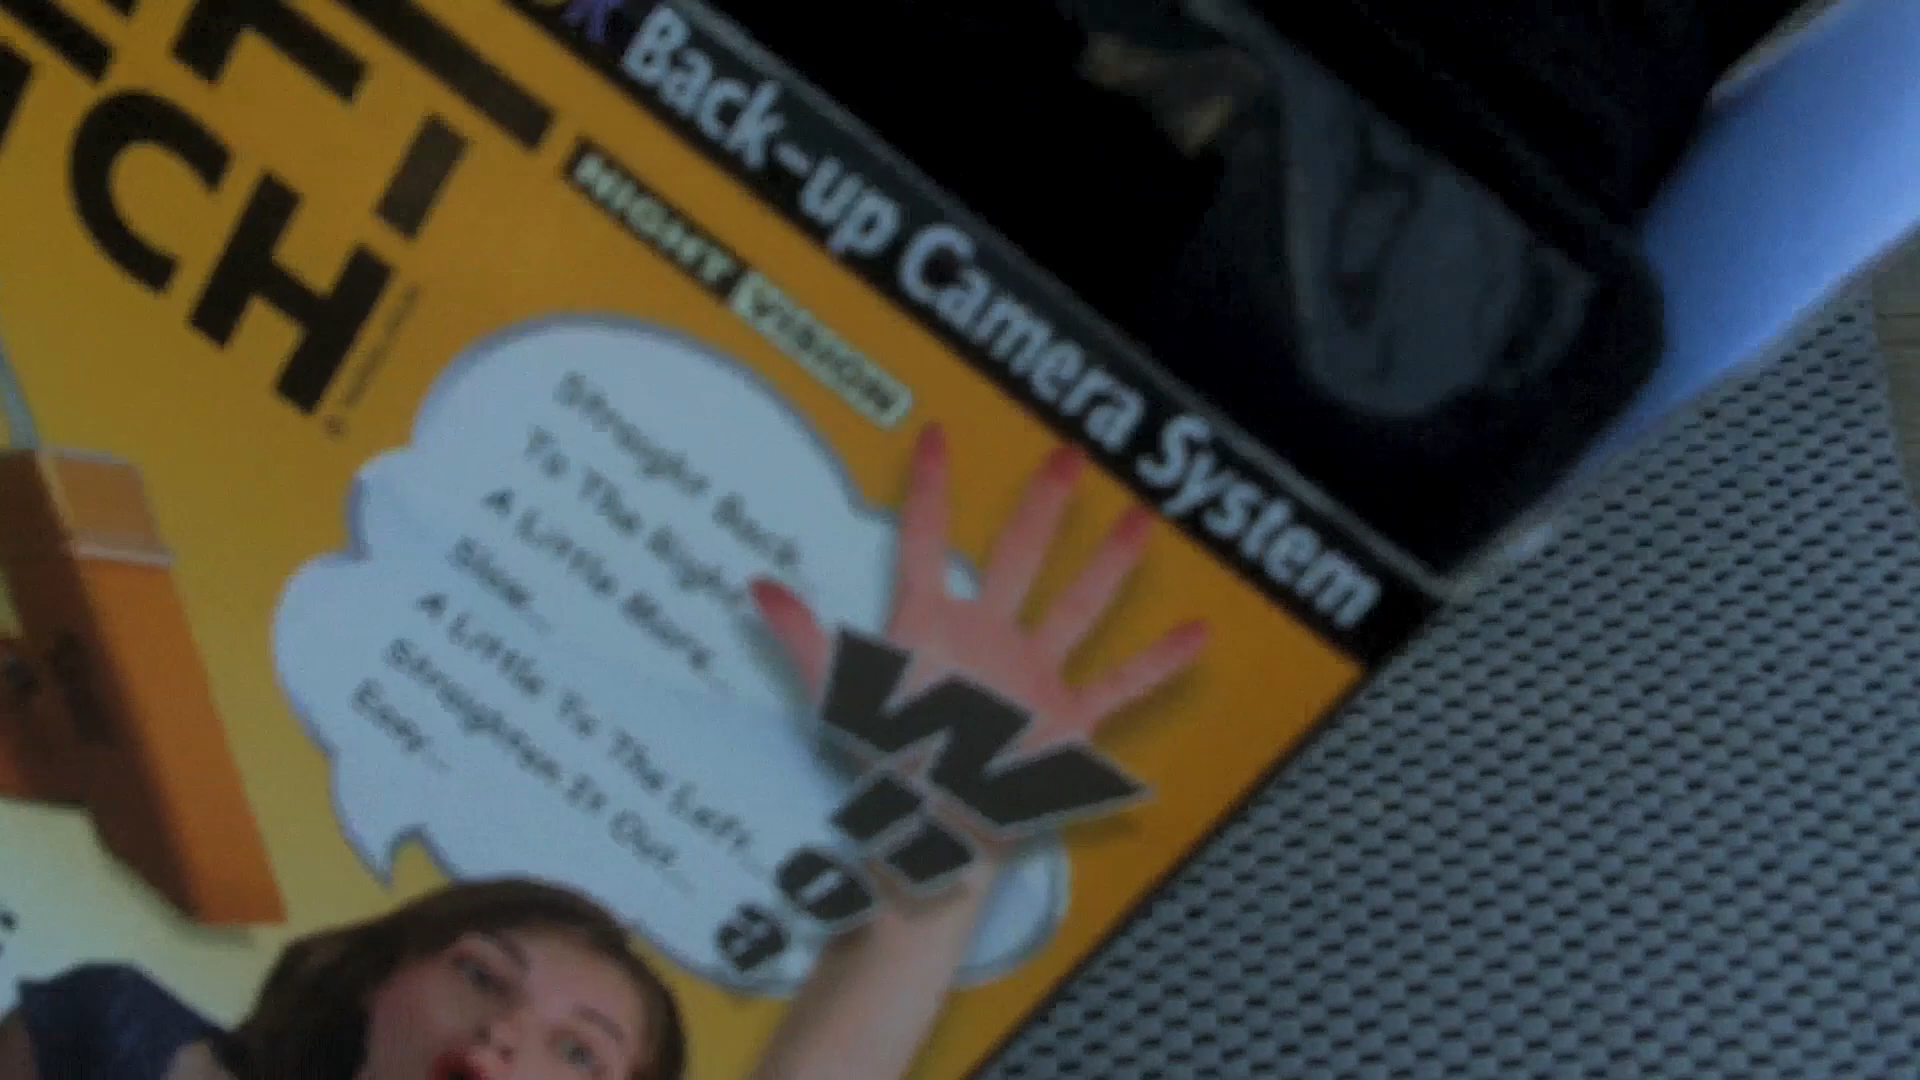 Back-up Camera System
NIGHT VISION
Straight Back
To The Right
A Little More...
Slow...
A Little To The Left...
Straighten It Out...
Easy...